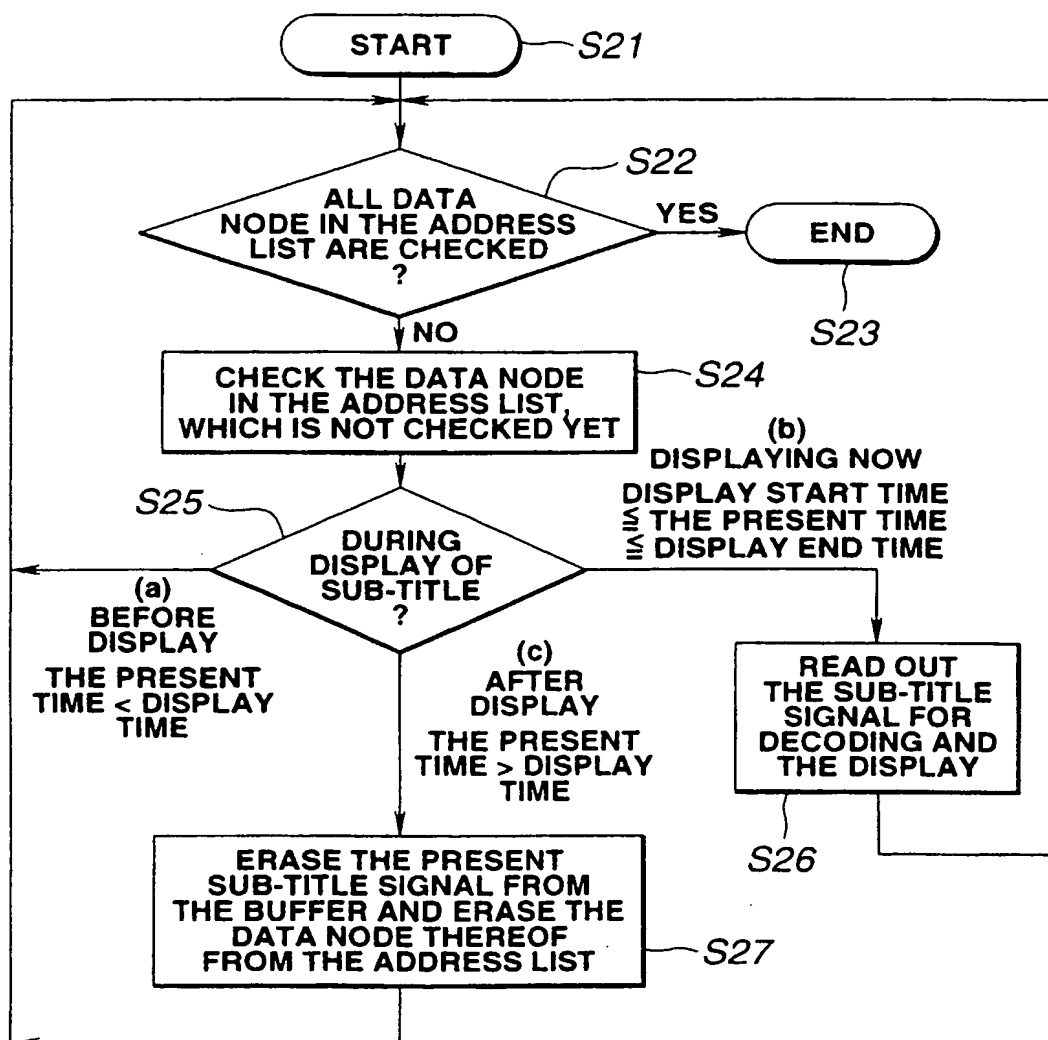 START
S21
S22
ALL DATA
NODE IN THE ADDRESS
LIST ARE CHECKED
?
YES
END
S23
NO
CHECK THE DATA NODE
IN THE ADDRESS LIST,
WHICH IS NOT CHECKED YET
S24
S25
DURING
DISPLAY OF
SUB-TITLE
?
(a)
BEFORE
DISPLAY
THE PRESENT
TIME < DISPLAY
TIME
(b)
DISPLAYING NOW
DISPLAY START TIME
≦ THE PRESENT TIME
≦ DISPLAY END TIME
(c)
AFTER
DISPLAY
THE PRESENT
TIME > DISPLAY
TIME
READ OUT
THE SUB-TITLE
SIGNAL FOR
DECODING AND
THE DISPLAY
S26
ERASE THE PRESENT
SUB-TITLE SIGNAL FROM
THE BUFFER AND ERASE THE
DATA NODE THEREOF
FROM THE ADDRESS LIST
S27